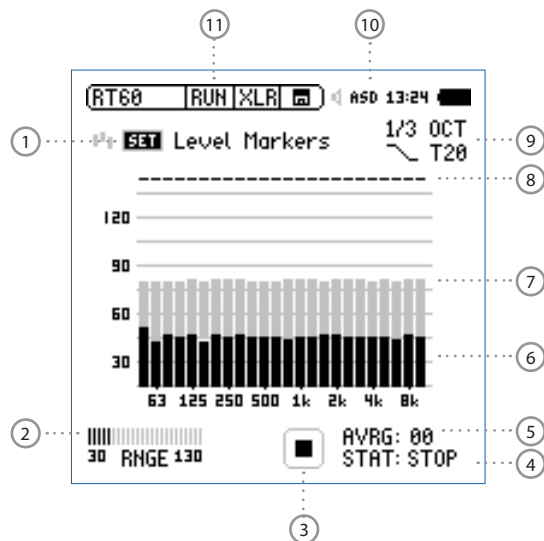 11
10
RT60 RUN XLR ASD 13:24
1 SET Level Markers 1/3 OCT 9
T20
8
120
90
7
60
6
30
63 125 250 500 1k 2k 4k 8k
2 AVRG: 00 5
30 RNGE 130 STAT: STOP 4
3